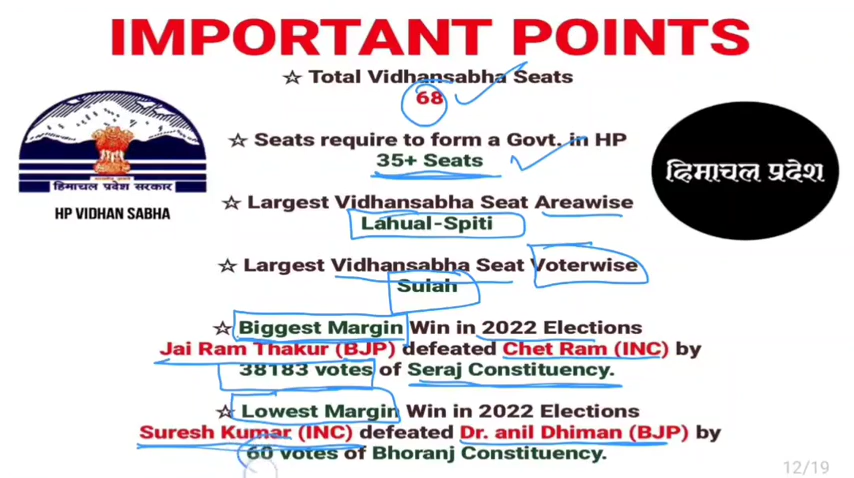 IMPORTANT POINTS
☆ Total Vidhansabha Seats
68
☆ Seats require to form a Govt. in HP
35+ Seats
हिमाचल प्रदेश सरकार
HP VIDHAN SABHA
हिमाचल प्रदेश
☆ Largest Vidhansabha Seat Areawise
Lahual-Spiti
☆ Largest Vidhansabha Seat Voterwise
Sulah
☆ Biggest Margin Win in 2022 Elections
Jai Ram Thakur (BJP) defeated Chet Ram (INC) by
38183 votes of Seraj Constituency.
☆ Lowest Margin Win in 2022 Elections
Suresh Kumar (INC) defeated Dr. anil Dhiman (BJP) by
60 votes of Bhoranj Constituency.
12/19